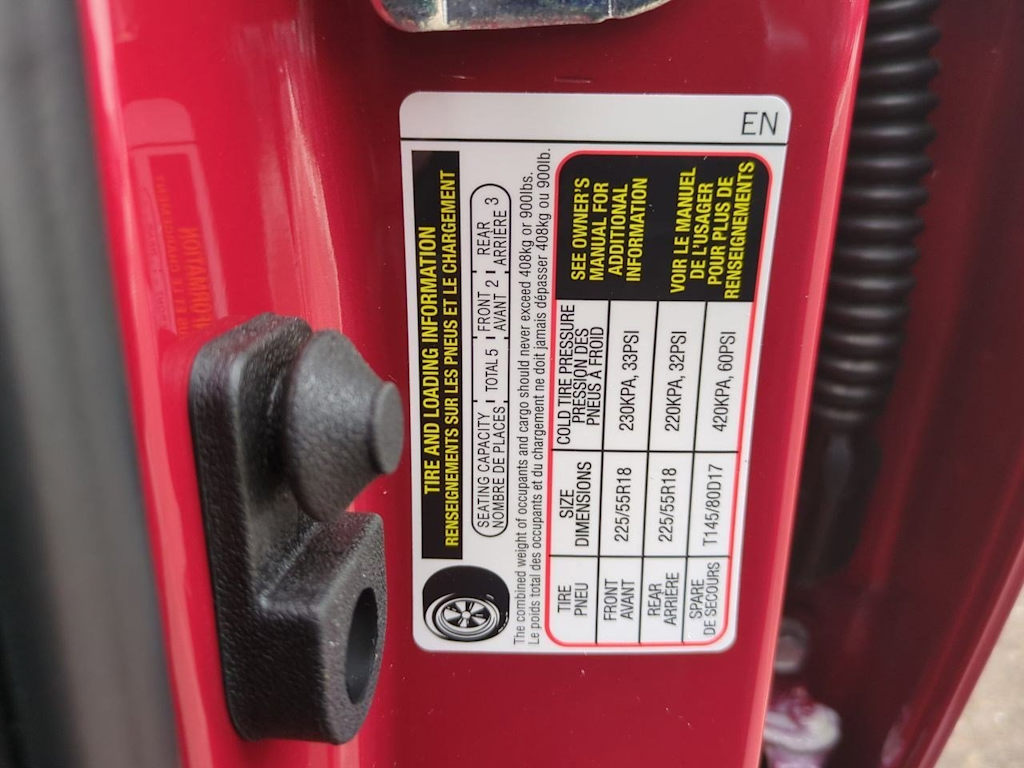 EN
TIRE AND LOADING INFORMATION
RENSEIGNEMENTS SUR LES PNEUS ET LE CHARGEMENT
SEATING CAPACITY TOTAL 5 FRONT 2 REAR 3
NOMBRE DE PLACES AVANT ARRIÈRE
The combined weight of occupants and cargo should never exceed 408kg or 900lbs.
Le poids total des occupants et du chargement ne doit jamais dépasser 408kg ou 900lb.
TIRE SIZE COLD TIRE PRESSURE
PNEU DIMENSIONS PRESSION DES
PNEUS À FROID
FRONT 225/55R18 230KPA, 33PSI
AVANT
REAR 225/55R18 220KPA, 32PSI
ARRIÈRE
SPARE T145/80D17 420KPA, 60PSI
DE SECOURS
SEE OWNER'S
MANUAL FOR
ADDITIONAL
INFORMATION
VOIR LE MANUEL
DE L'USAGER
POUR PLUS DE
RENSEIGNEMENTS